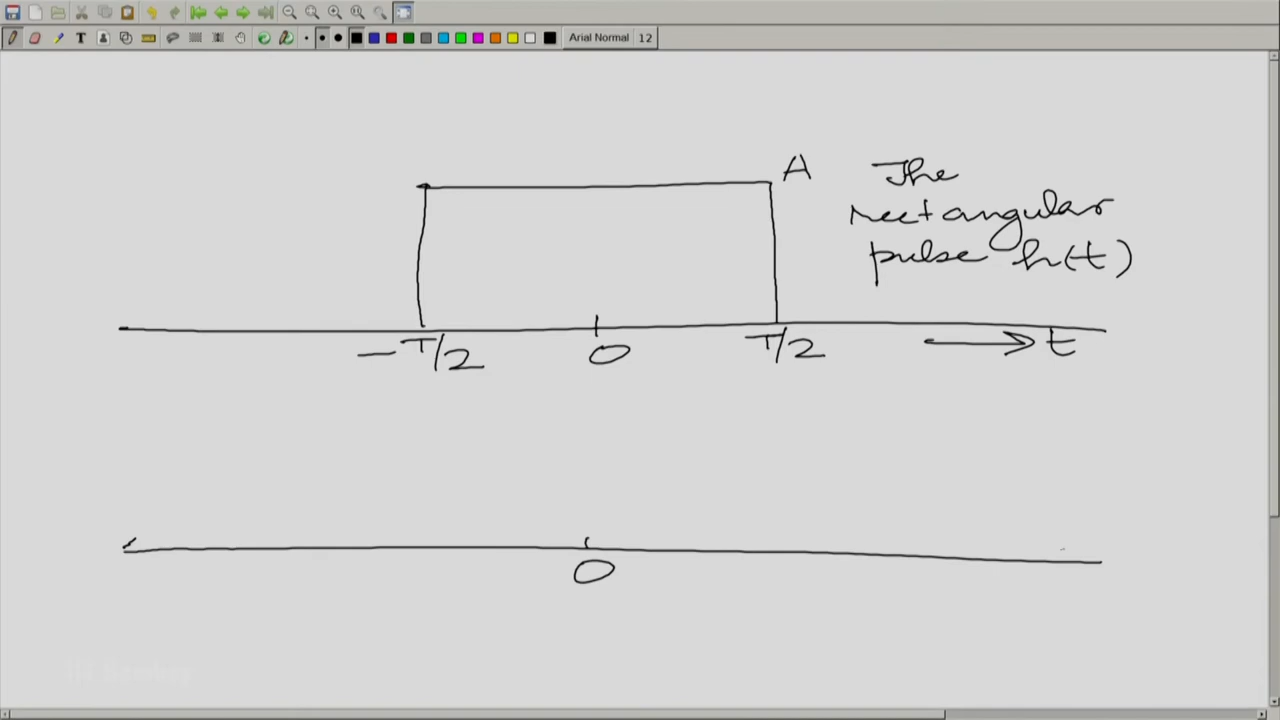 Arial Normal 12
A
The
rectangular
pulse h(t)
-T/2 0 T/2 → t
0